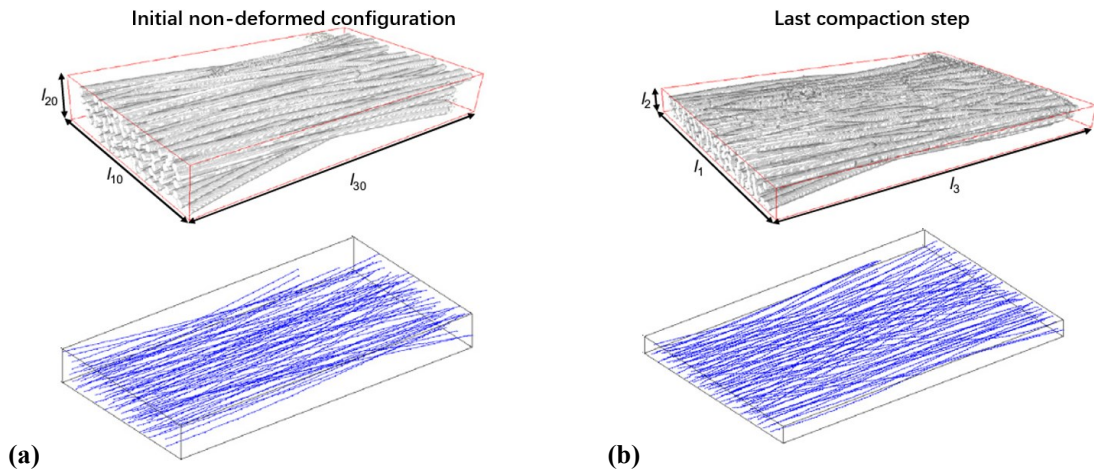 Initial non-deformed configuration
Last compaction step
l20
l10
l30
l2
l1
l3
(a)
(b)